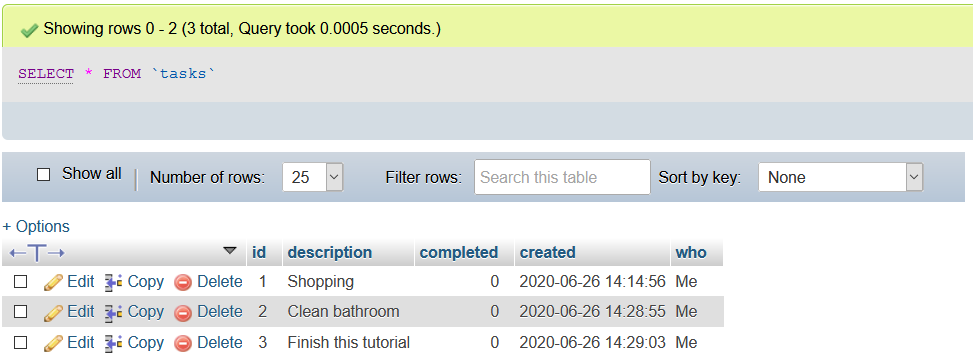 Showing rows 0 - 2 (3 total, Query took 0.0005 seconds.)
SELECT * FROM `tasks`
Show all Number of rows: 25 Filter rows: Search this table Sort by key: None
+ Options
←T→ id description completed created who
Edit Copy Delete 1 Shopping 0 2020-06-26 14:14:56 Me
Edit Copy Delete 2 Clean bathroom 0 2020-06-26 14:28:55 Me
Edit Copy Delete 3 Finish this tutorial 0 2020-06-26 14:29:03 Me